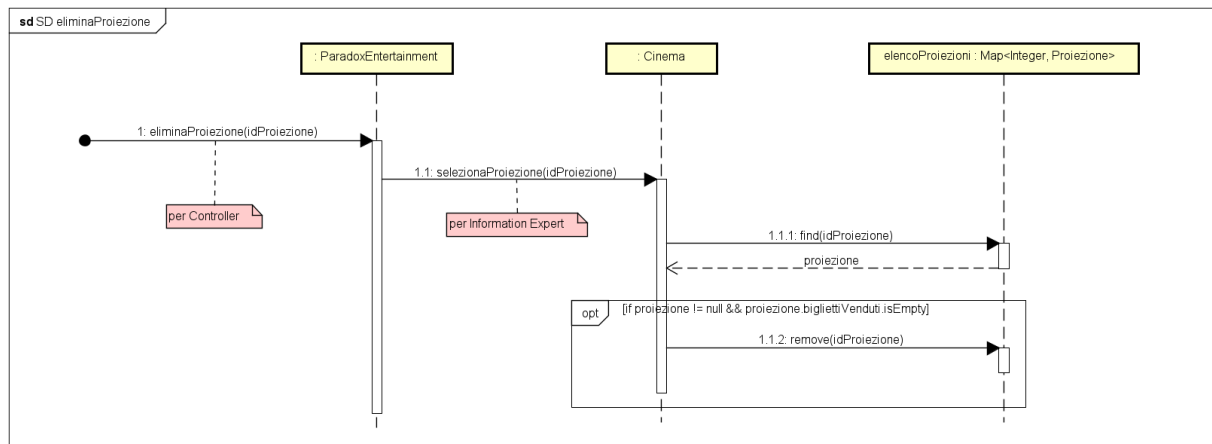 sd SD eliminaProiezione
: ParadoxEntertainment
: Cinema
elencoProiezioni : Map<Integer, Proiezione>
1: eliminaProiezione(idProiezione)
1.1: selezionaProiezione(idProiezione)
per Controller
per Information Expert
1.1.1: find(idProiezione)
proiezione
opt
[if proiezione != null && proiezione.bigliettiVenduti.isEmpty]
1.1.2: remove(idProiezione)